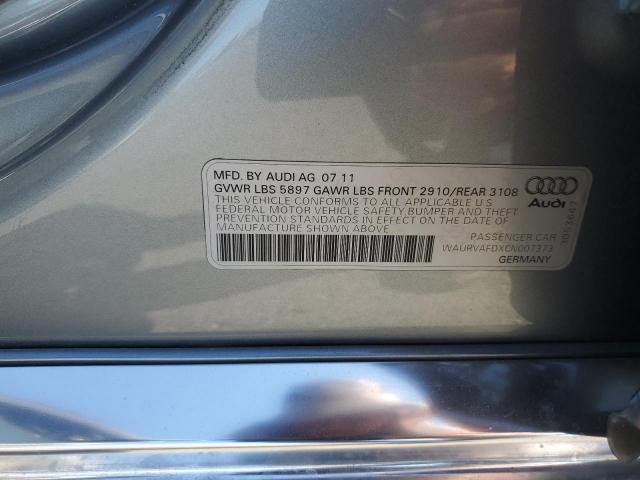 MFD. BY AUDI AG 07 11
GVWR LBS 5897 GAWR LBS FRONT 2910/REAR 3108
THIS VEHICLE CONFORMS TO ALL APPLICABLE U S
FEDERAL MOTOR VEHICLE SAFETY BUMPER AND THEFT
PREVENTION STANDARDS IN EFFECT ON THE DATE OF
MANUFACTURE SHOWN ABOVE
Audi
PASSENGER CAR
WAURVAFDXCN007373
GERMANY